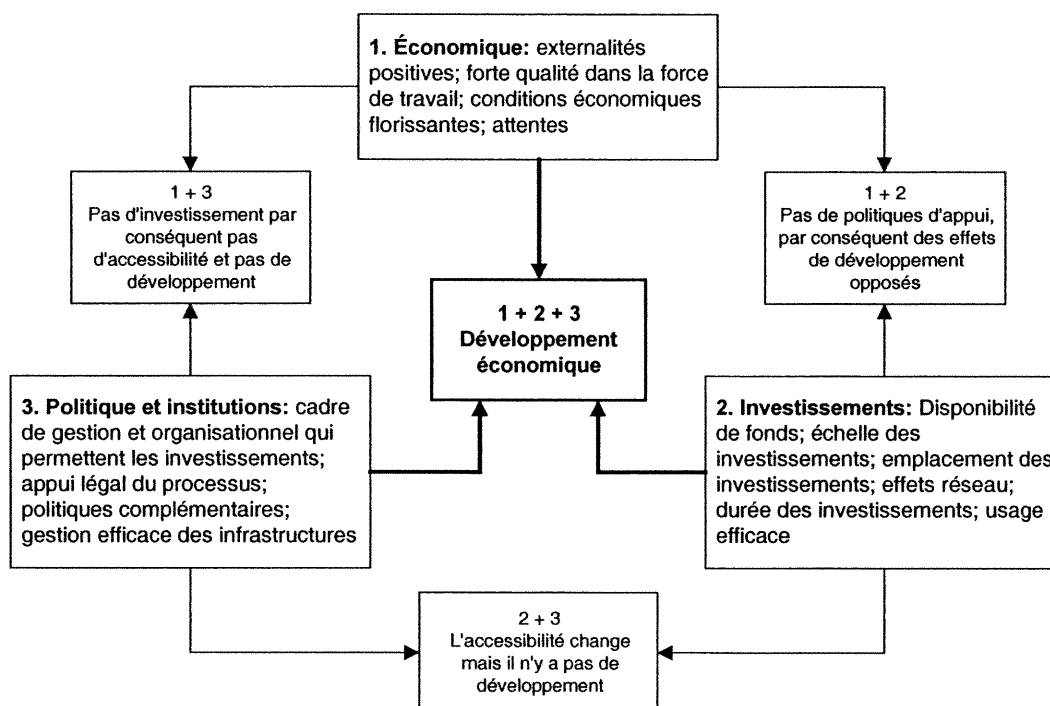 1. Économique: externalités
positives; forte qualité dans la force
de travail; conditions économiques
florissantes; attentes
1 + 3
Pas d'investissement par
conséquent pas
d'accessibilité et pas de
développement
1 + 2
Pas de politiques d'appui,
par conséquent des effets
de développement
opposés
1 + 2 + 3
Développement
économique
3. Politique et institutions: cadre
de gestion et organisationnel qui
permettent les investissements;
appui légal du processus;
politiques complémentaires;
gestion efficace des infrastructures
2. Investissements: Disponibilité
de fonds; échelle des
investissements; emplacement des
investissements; effets réseau;
durée des investissements; usage
efficace
2 + 3
L'accessibilité change
mais il n'y a pas de
développement